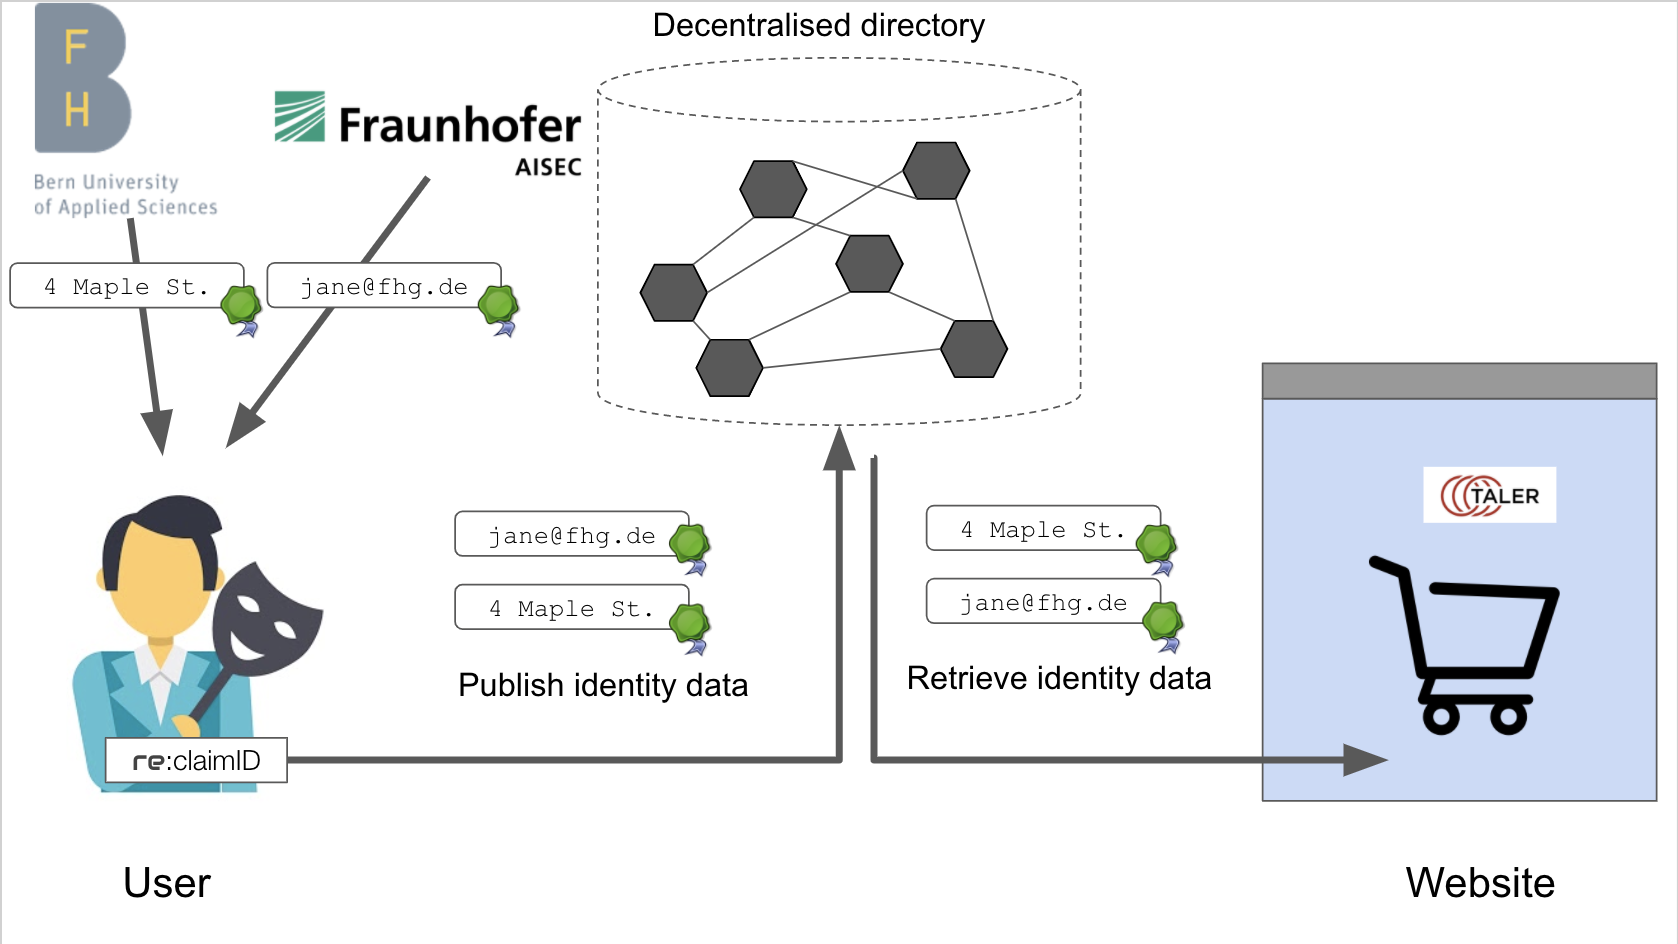 Decentralised directory
F
H
Bern University
of Applied Sciences
Fraunhofer
AISEC
4 Maple St.
jane@fhg.de
TALER
jane@fhg.de
4 Maple St.
Publish identity data
4 Maple St.
jane@fhg.de
Retrieve identity data
re:claimID
User
Website